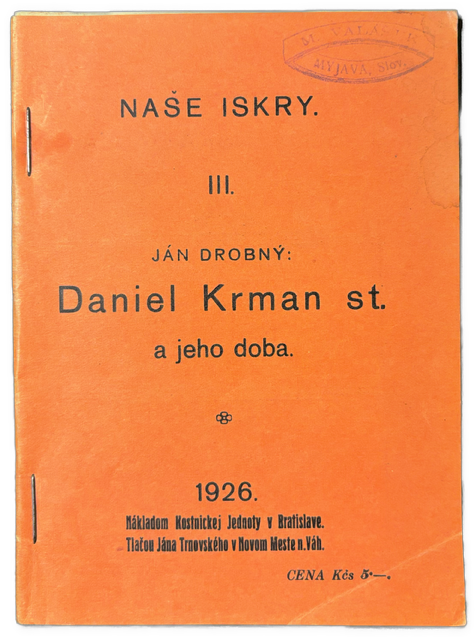 MYJAVA, Slov.
NAŠE ISKRY.
III.
JÁN DROBNÝ:
Daniel Krman st.
a jeho doba.
1926.
Nákladom Kostnickej Jednoty v Bratislave.
Tlačou Jána Trnovského v Novom Meste n.Váh.
CENA Kčs 5·—.